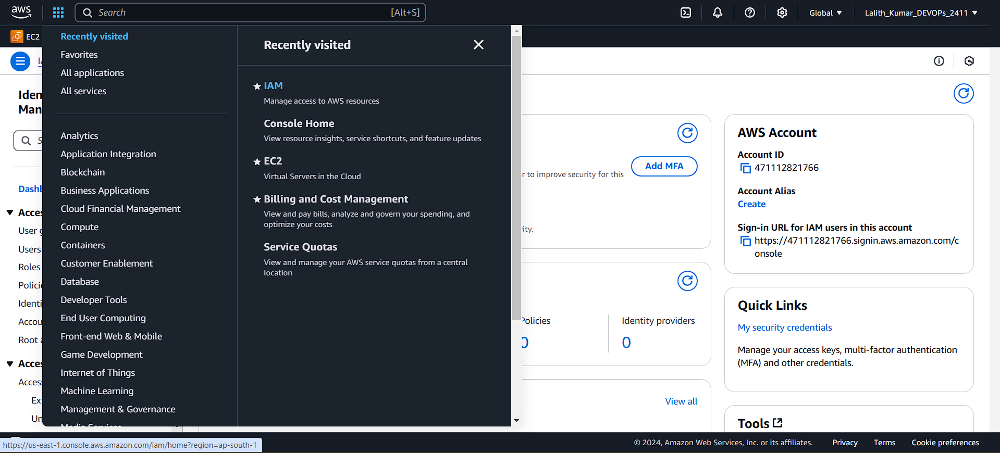 aws
Search
[Alt+S]
Global
Lalith_Kumar_DEVOPs_2411
EC2
Recently visited
Favorites
All applications
All services
Analytics
Application Integration
Blockchain
Business Applications
Cloud Financial Management
Compute
Containers
Customer Enablement
Database
Developer Tools
End User Computing
Front-end Web & Mobile
Game Development
Internet of Things
Machine Learning
Management & Governance
Media Services
Recently visited
IAM
Manage access to AWS resources
Console Home
View resource insights, service shortcuts, and feature updates
EC2
Virtual Servers in the Cloud
Billing and Cost Management
View and pay bills, analyze and govern your spending, and
optimize your costs
Service Quotas
View and manage your AWS service quotas from a central
location
Iden
Man
Dashb
Acces
User g
Users
Roles
Policie
Identi
Accou
Root a
Acces
Access
Ext
Un
r to improve security for this
Add MFA
ity.
Policies
0
Identity providers
0
View all
AWS Account
Account ID
471112821766
Account Alias
Create
Sign-in URL for IAM users in this account
https://471112821766.signin.aws.amazon.com/c
onsole
Quick Links
My security credentials
Manage your access keys, multi-factor authentication
(MFA) and other credentials.
Tools
https://us-east-1.console.aws.amazon.com/iam/home?region=ap-south-1
© 2024, Amazon Web Services, Inc. or its affiliates.
Privacy
Terms
Cookie preferences